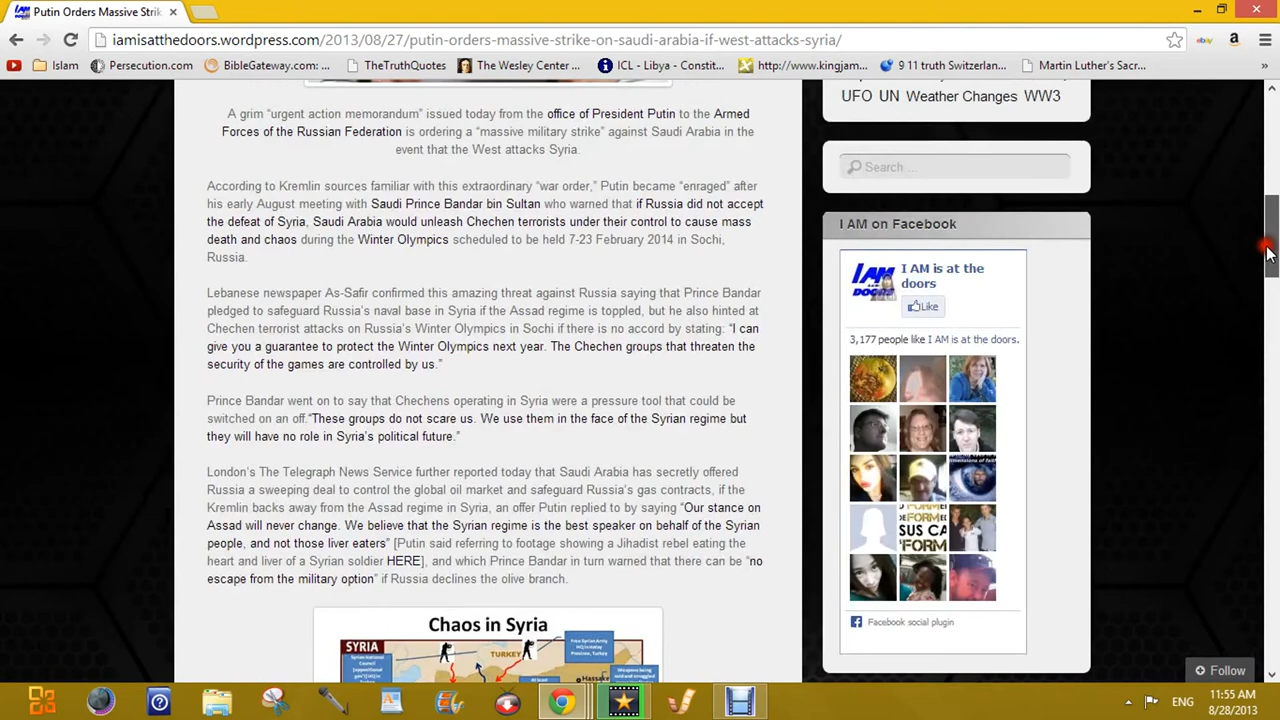 Putin Orders Massive Strik
iamisatthedoors.wordpress.com/2013/08/27/putin-orders-massive-strike-on-saudi-arabia-if-west-attacks-syria/
Islam
Persecution.com
BibleGateway.com: ...
TheTruthQuotes
The Wesley Center ...
ICL - Libya - Constit...
http://www.kingjam...
9 11 truth Switzerlan...
Martin Luther's Sacr...
»
A grim “urgent action memorandum” issued today from the office of President Putin to the Armed
Forces of the Russian Federation is ordering a “massive military strike” against Saudi Arabia in the
event that the West attacks Syria.
According to Kremlin sources familiar with this extraordinary “war order,” Putin became “enraged” after
his early August meeting with Saudi Prince Bandar bin Sultan who warned that if Russia did not accept
the defeat of Syria, Saudi Arabia would unleash Chechen terrorists under their control to cause mass
death and chaos during the Winter Olympics scheduled to be held 7-23 February 2014 in Sochi,
Russia.
Lebanese newspaper As-Safir confirmed this amazing threat against Russia saying that Prince Bandar
pledged to safeguard Russia’s naval base in Syria if the Assad regime is toppled, but he also hinted at
Chechen terrorist attacks on Russia’s Winter Olympics in Sochi if there is no accord by stating: “I can
give you a guarantee to protect the Winter Olympics next year. The Chechen groups that threaten the
security of the games are controlled by us.”
Prince Bandar went on to say that Chechens operating in Syria were a pressure tool that could be
switched on an off.“These groups do not scare us. We use them in the face of the Syrian regime but
they will have no role in Syria’s political future.”
London’s The Telegraph News Service further reported today that Saudi Arabia has secretly offered
Russia a sweeping deal to control the global oil market and safeguard Russia’s gas contracts, if the
Kremlin backs away from the Assad regime in Syria, an offer Putin replied to by saying “Our stance on
Assad will never change. We believe that the Syrian regime is the best speaker on behalf of the Syrian
people, and not those liver eaters” [Putin said referring to footage showing a Jihadist rebel eating the
heart and liver of a Syrian soldier HERE], and which Prince Bandar in turn warned that there can be “no
escape from the military option” if Russia declines the olive branch.
Chaos in Syria
SYRIA
TURKEY
Syrian National
Council
Free Syrian Army
HQ in Hatay
Province, Turkey
Hassake
UFO UN Weather Changes WW3
Search ...
I AM on Facebook
I AM
DOORS
I AM is at the
doors
Like
3,177 people like I AM is at the doors.
Facebook social plugin
Follow
ENG
11:55 AM
8/28/2013